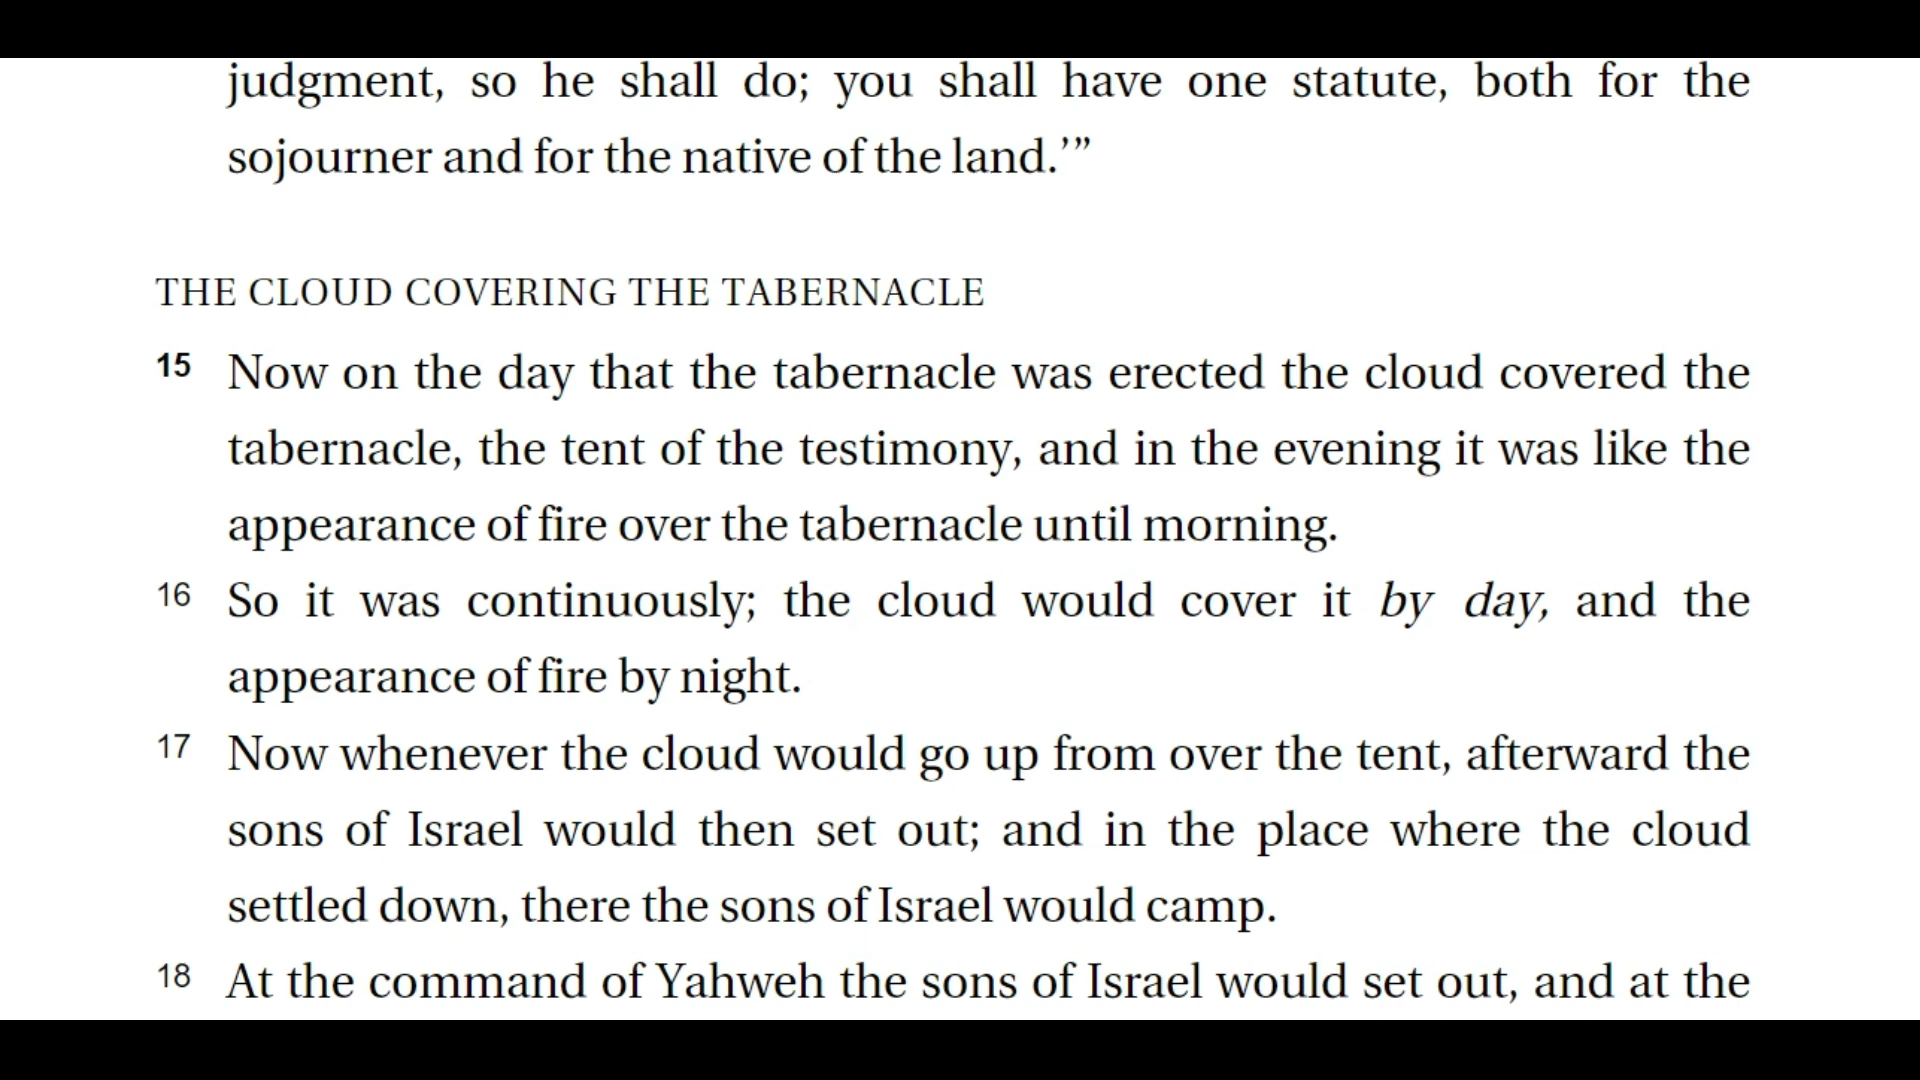 judgment, so he shall do; you shall have one statute, both for the
sojourner and for the native of the land.’”
THE CLOUD COVERING THE TABERNACLE
15 Now on the day that the tabernacle was erected the cloud covered the
tabernacle, the tent of the testimony, and in the evening it was like the
appearance of fire over the tabernacle until morning.
16 So it was continuously; the cloud would cover it by day, and the
appearance of fire by night.
17 Now whenever the cloud would go up from over the tent, afterward the
sons of Israel would then set out; and in the place where the cloud
settled down, there the sons of Israel would camp.
18 At the command of Yahweh the sons of Israel would set out, and at the